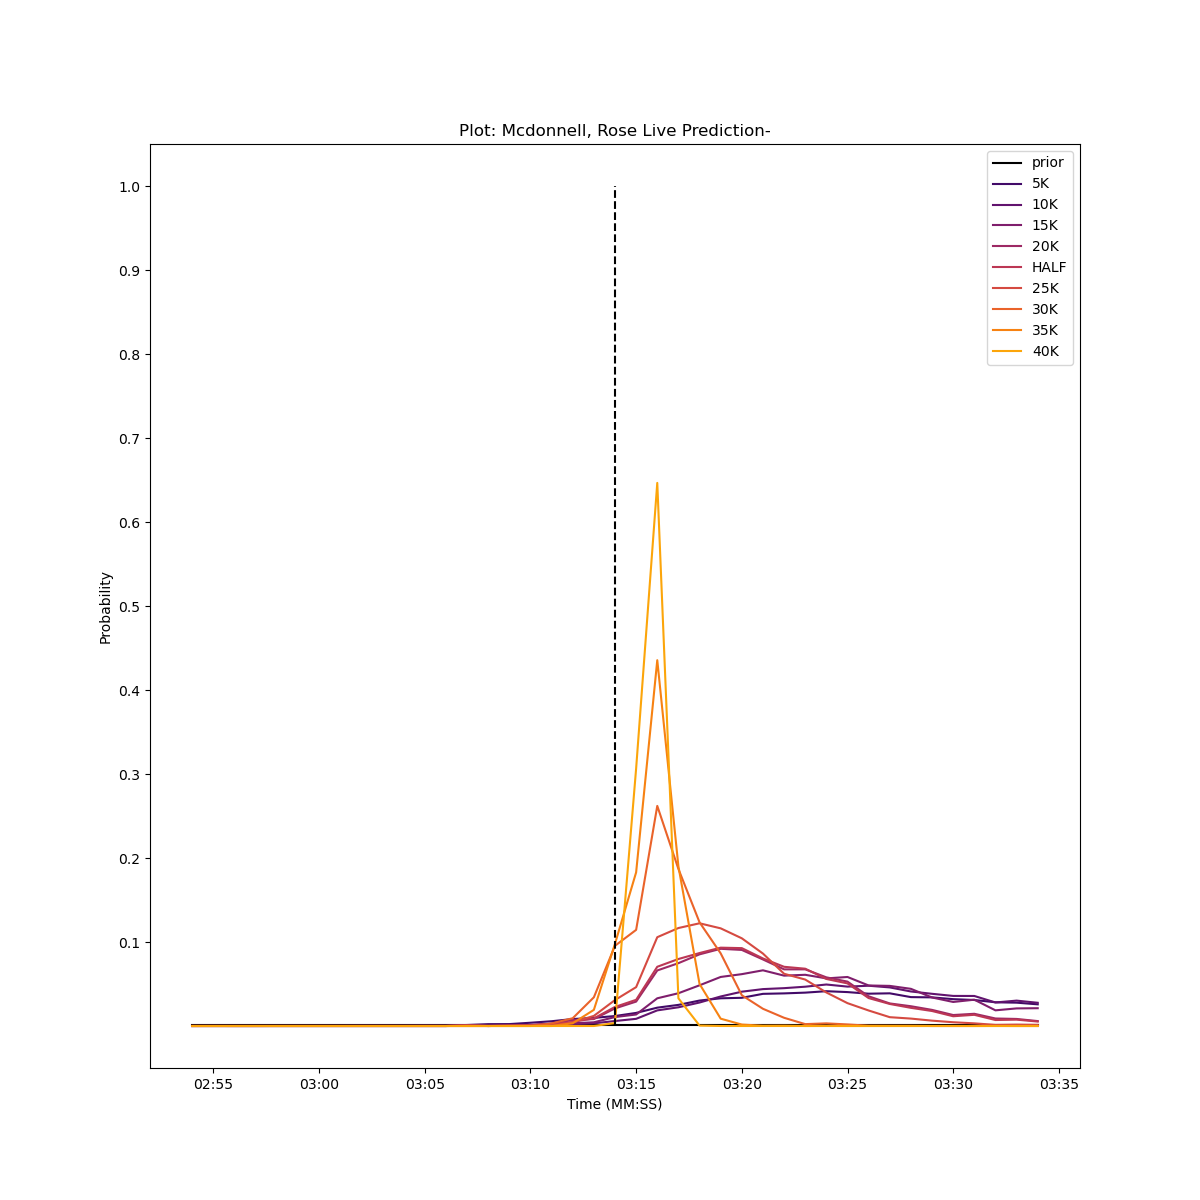 Plot: Mcdonnell, Rose Live Prediction-
prior
5K
10K
15K
20K
HALF
25K
30K
35K
40K
1.0
0.9
0.8
0.7
0.6
0.5
0.4
0.3
0.2
0.1
Probability
02:55 03:00 03:05 03:10 03:15 03:20 03:25 03:30 03:35
Time (MM:SS)